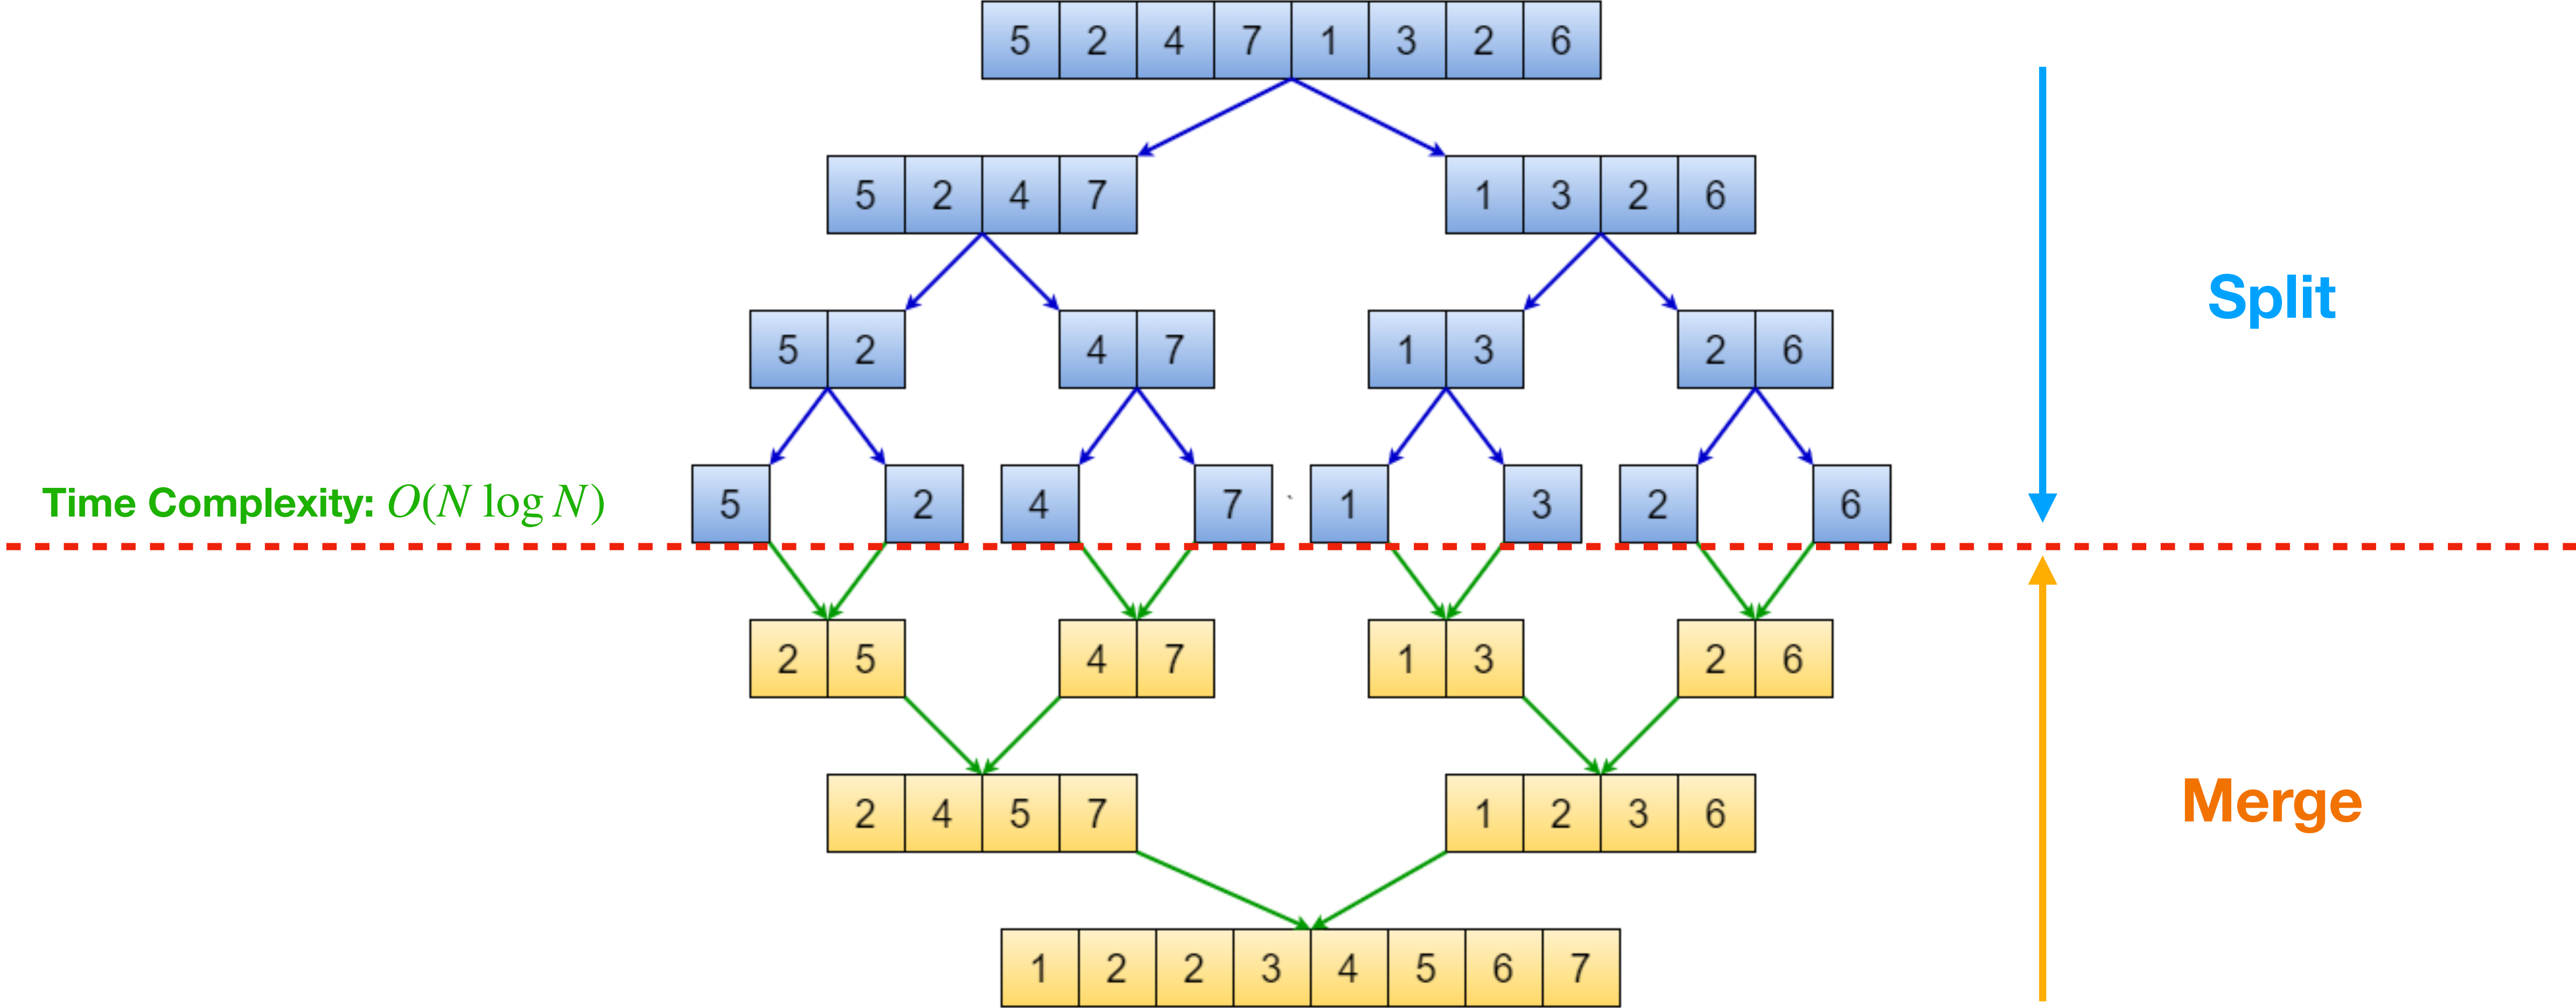 5 2 4 7 1 3 2 6
5 2 4 7 1 3 2 6
Split
5 2 4 7 1 3 2 6
Time Complexity: O(N log N) 5 2 4 7 1 3 2 6
2 5 4 7 1 3 2 6
2 4 5 7 1 2 3 6
Merge
1 2 2 3 4 5 6 7